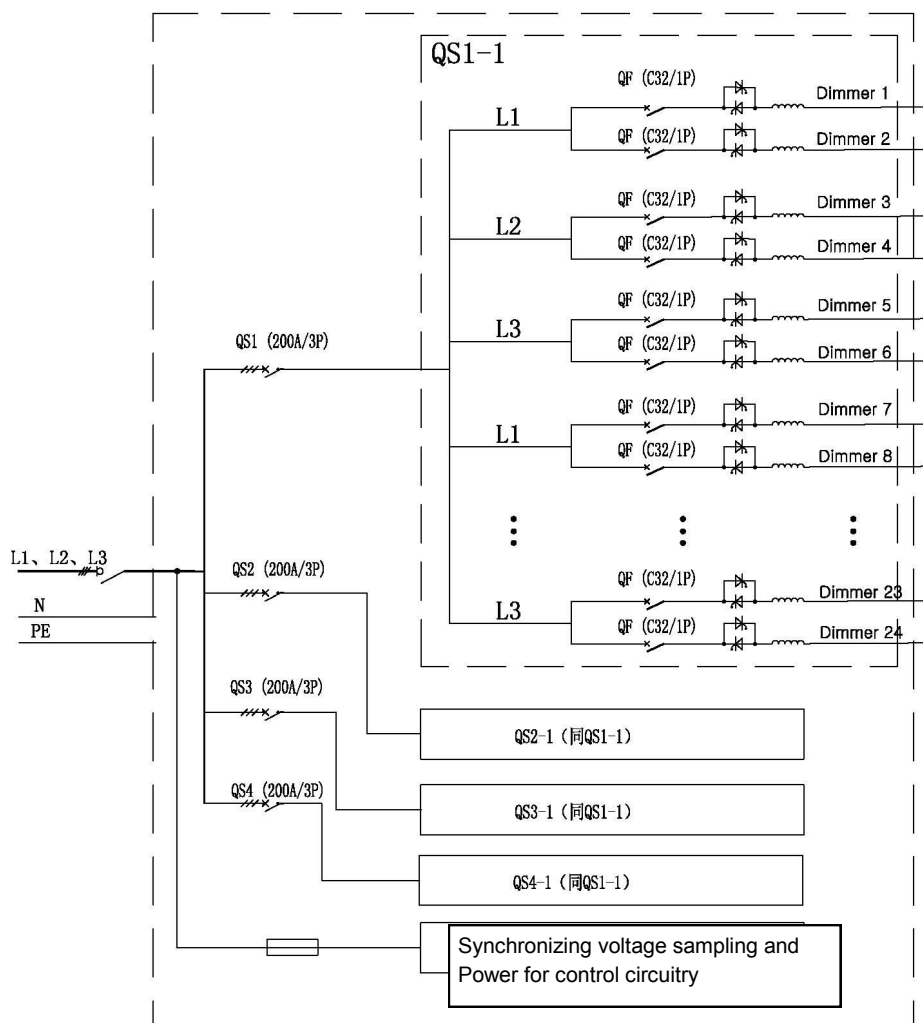 QS1-1
QF (C32/1P)
Dimmer 1
L1
QF (C32/1P)
Dimmer 2
QF (C32/1P)
Dimmer 3
L2
QF (C32/1P)
Dimmer 4
QF (C32/1P)
Dimmer 5
L3
QF (C32/1P)
Dimmer 6
QS1 (200A/3P)
QF (C32/1P)
Dimmer 7
L1
QF (C32/1P)
Dimmer 8
L1、L2、L3
N
PE
QS2 (200A/3P)
QF (C32/1P)
Dimmer 23
L3
QF (C32/1P)
Dimmer 24
QS3 (200A/3P)
QS2-1（同QS1-1）
QS4 (200A/3P)
QS3-1（同QS1-1）
QS4-1（同QS1-1）
Synchronizing voltage sampling and
Power for control circuitry